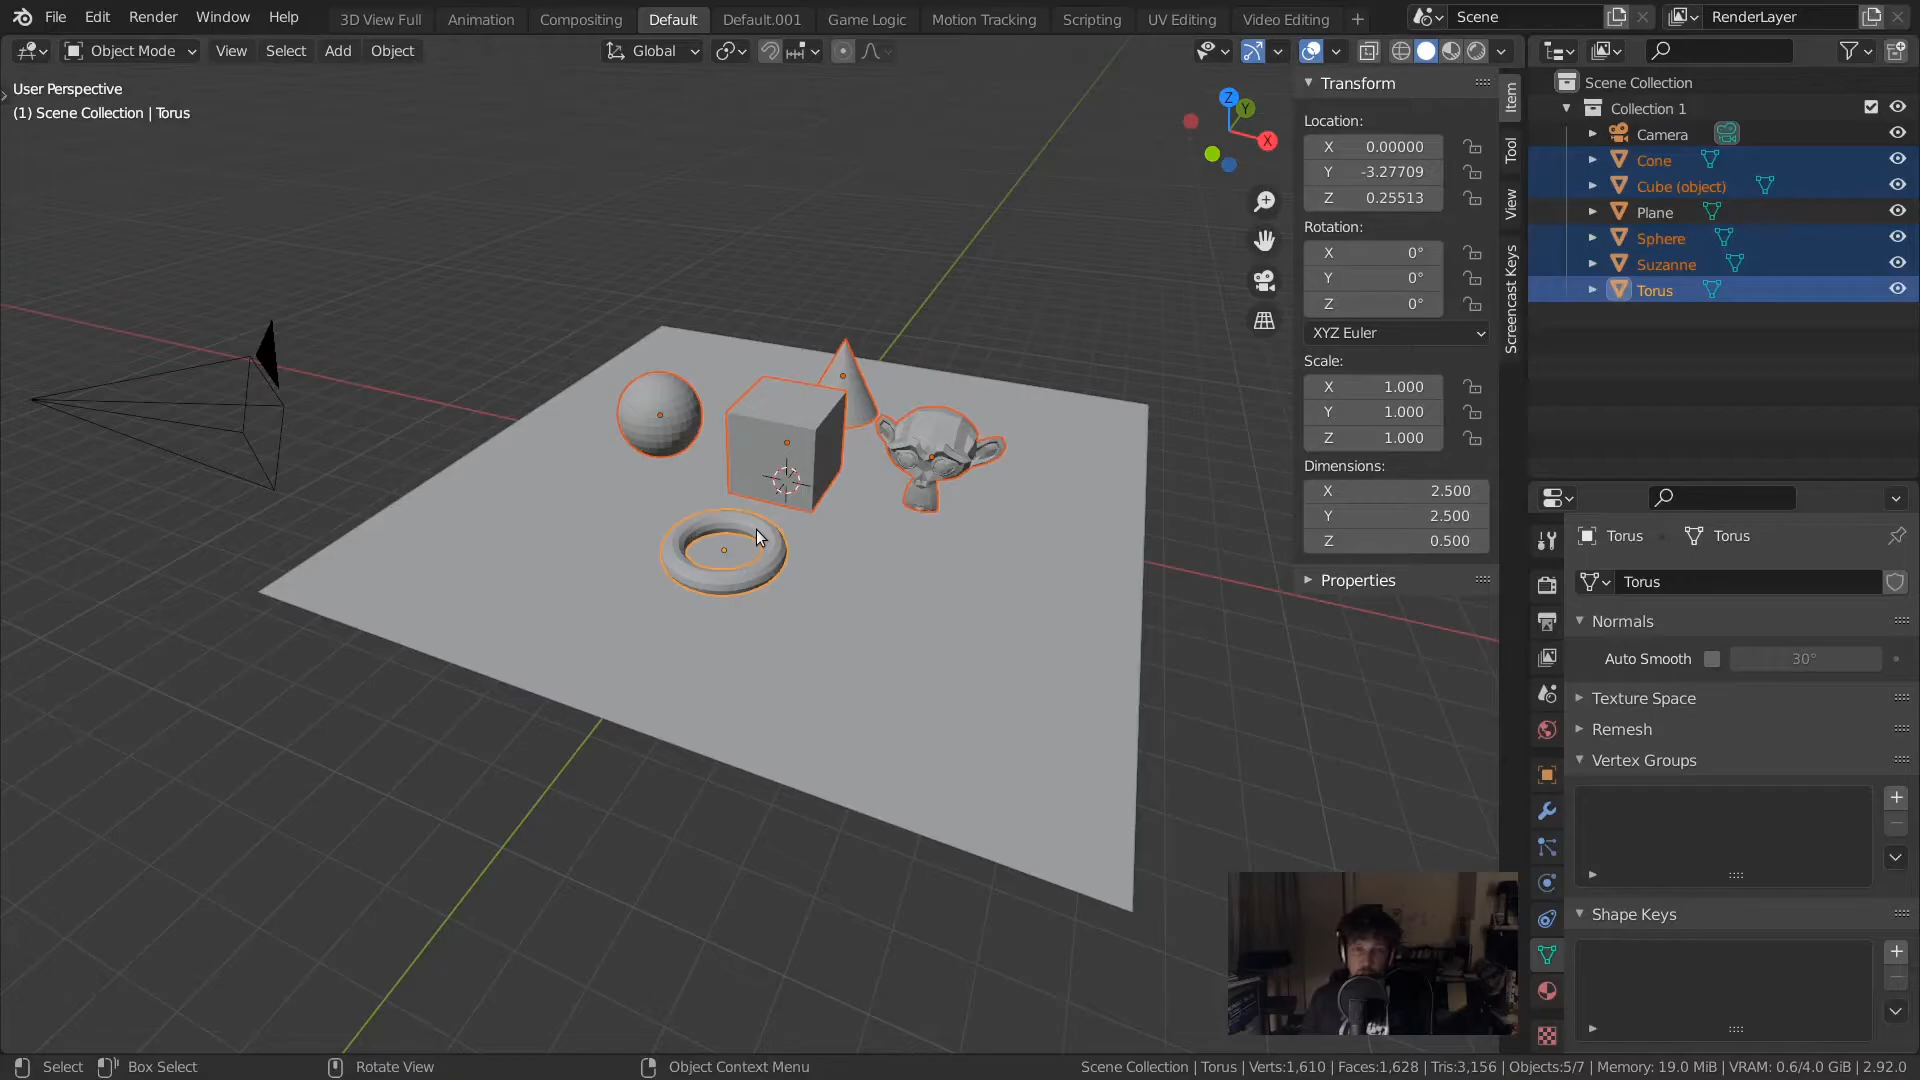 File Edit Render Window Help 3D View Full Animation Compositing Default Default.001 Game Logic Motion Tracking Scripting UV Editing Video Editing Scene RenderLayer
Object Mode View Select Add Object Global
User Perspective
(1) Scene Collection | Torus
Z
Y
X
Transform
Location:
X 0.00000
Y -3.27709
Z 0.25513
Rotation:
X 0°
Y 0°
Z 0°
XYZ Euler
Scale:
X 1.000
Y 1.000
Z 1.000
Dimensions:
X 2.500
Y 2.500
Z 0.500
Properties
Item
Tool
View
Screencast Keys
Scene Collection
Collection 1
Camera
Cone
Cube (object)
Plane
Sphere
Suzanne
Torus
Torus Torus
Torus
Normals
Auto Smooth 30°
Texture Space
Remesh
Vertex Groups
Shape Keys
Select Box Select Rotate View Object Context Menu Scene Collection | Torus | Verts:1,610 | Faces:1,628 | Tris:3,156 | Objects:5/7 | Memory: 19.0 MiB | VRAM: 0.6/4.0 GiB | 2.92.0